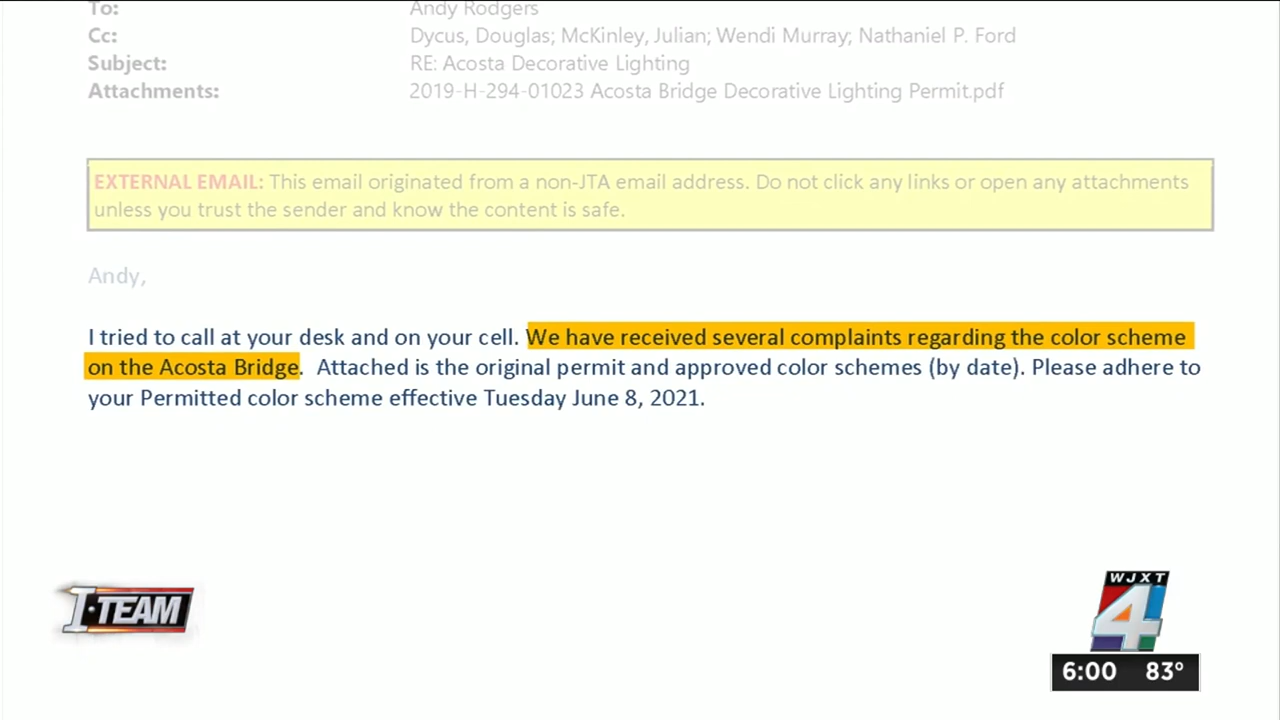 To: Andy Rodgers
Cc: Dycus, Douglas; McKinley, Julian; Wendi Murray; Nathaniel P. Ford
Subject: RE: Acosta Decorative Lighting
Attachments: 2019-H-294-01023 Acosta Bridge Decorative Lighting Permit.pdf
EXTERNAL EMAIL: This email originated from a non-JTA email address. Do not click any links or open any attachments
unless you trust the sender and know the content is safe.
Andy,
I tried to call at your desk and on your cell. We have received several complaints regarding the color scheme
on the Acosta Bridge. Attached is the original permit and approved color schemes (by date). Please adhere to
your Permitted color scheme effective Tuesday June 8, 2021.
I·TEAM
WJXT
4
6:00 83°